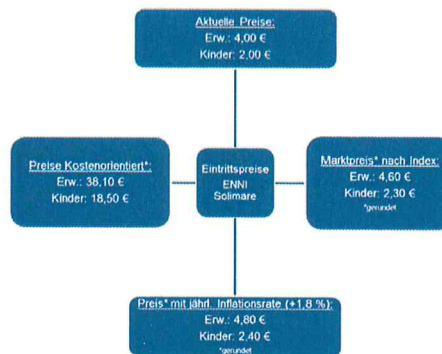 Aktuelle Preise:
Erw.: 4,00 €
Kinder: 2,00 €
Preise Kostenorientiert*:
Erw.: 38,10 €
Kinder: 18,50 €
Eintrittspreise
ENNI
Solimare
Marktpreis* nach Index:
Erw.: 4,60 €
Kinder: 2,30 €
*gerundet
Preis* mit jährl. Inflationsrate (+1,8 %):
Erw.: 4,80 €
Kinder: 2,40 €
*gerundet